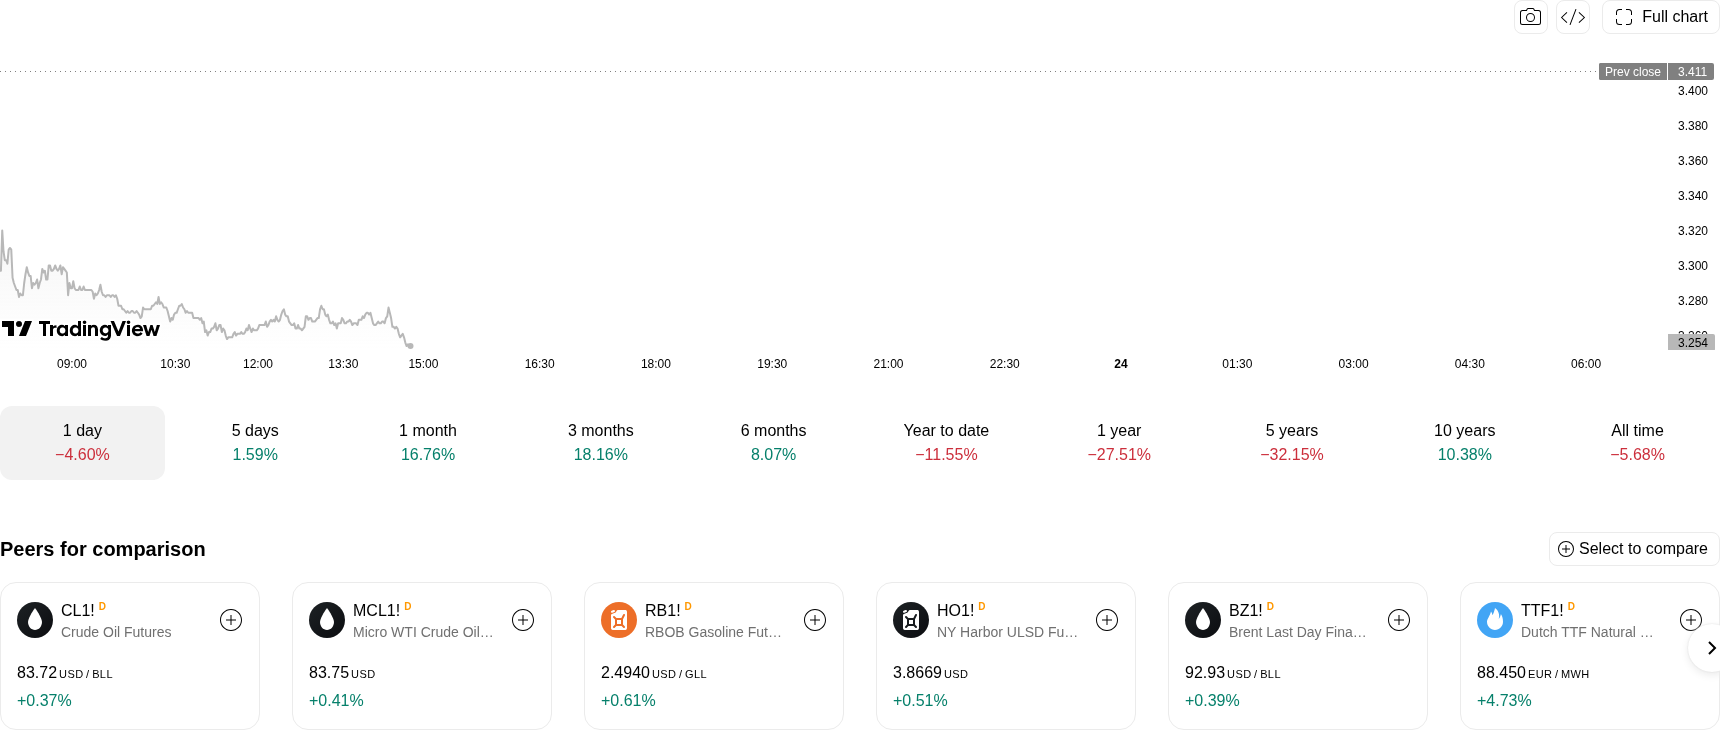 Full chart
Prev close 3.411
3.400
3.380
3.360
3.340
3.320
3.300
3.280
3.254
TradingView
09:00 10:30 12:00 13:30 15:00 16:30 18:00 19:30 21:00 22:30 24 01:30 03:00 04:30 06:00
1 day 5 days 1 month 3 months 6 months Year to date 1 year 5 years 10 years All time
−4.60% 1.59% 16.76% 18.16% 8.07% −11.55% −27.51% −32.15% 10.38% −5.68%
Peers for comparison
Select to compare
CL1! D
Crude Oil Futures
83.72 USD / BLL
+0.37%
MCL1! D
Micro WTI Crude Oil…
83.75 USD
+0.41%
RB1! D
RBOB Gasoline Fut…
2.4940 USD / GLL
+0.61%
HO1! D
NY Harbor ULSD Fu…
3.8669 USD
+0.51%
BZ1! D
Brent Last Day Fina…
92.93 USD / BLL
+0.39%
TTF1! D
Dutch TTF Natural …
88.450 EUR / MWH
+4.73%